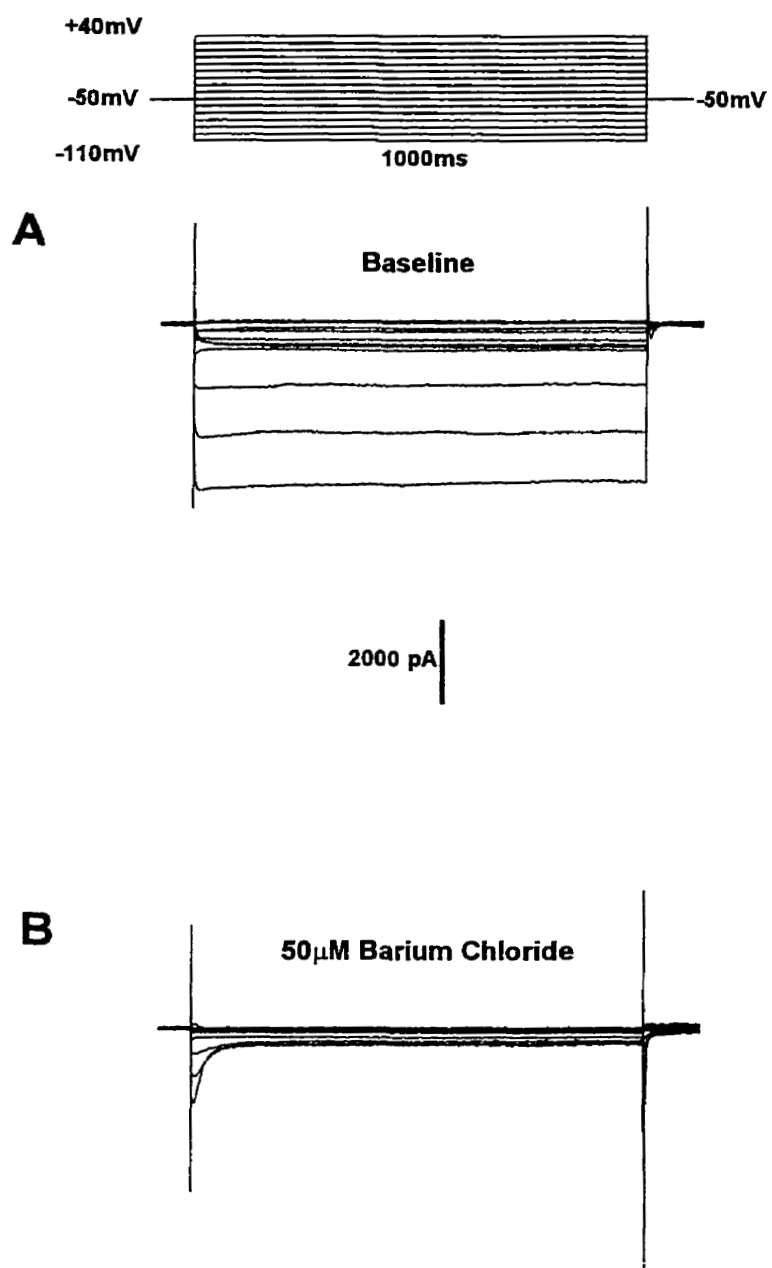 +40mV
-50mV
-50mV
-110mV
1000ms
A
Baseline
2000 pA
B
50μM Barium Chloride